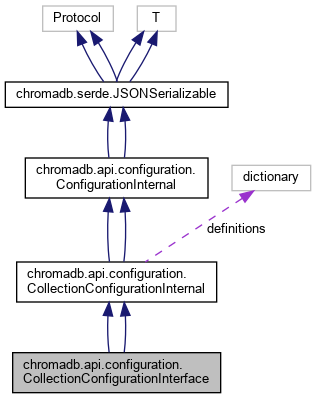 Protocol
T
chromadb.serde.JSONSerializable
chromadb.api.configuration.
ConfigurationInternal
dictionary
definitions
chromadb.api.configuration.
CollectionConfigurationInternal
chromadb.api.configuration.
CollectionConfigurationInterface